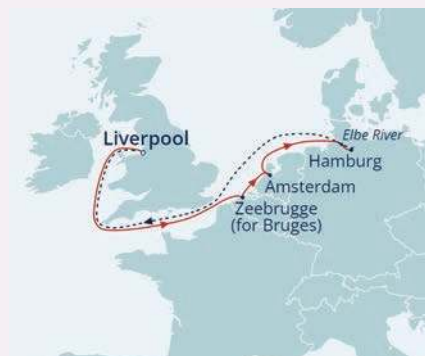 Liverpool
Elbe River
Hamburg
Amsterdam
Zeebrugge
(for Bruges)